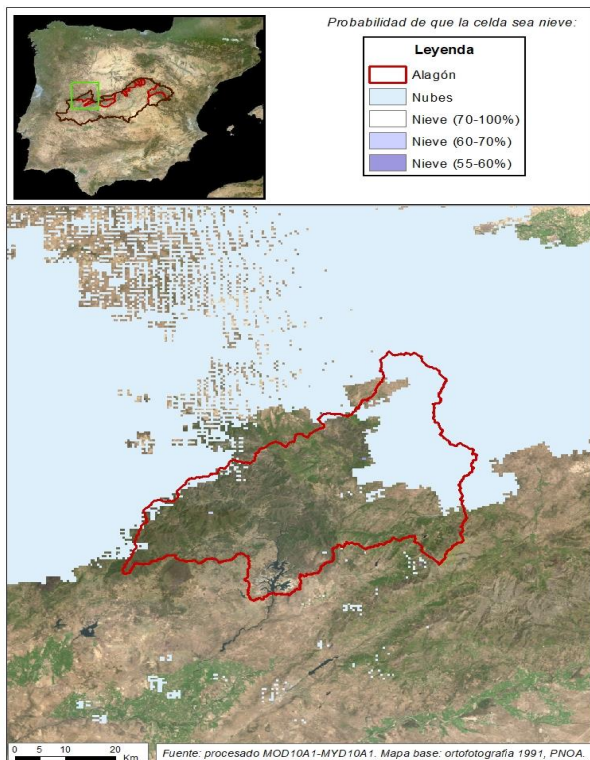 Probabilidad de que la celda sea nieve:
Leyenda
Alagón
Nubes
Nieve (70-100%)
Nieve (60-70%)
Nieve (55-60%)
0 5 10 20
Km
Fuente: procesado MOD10A1-MYD10A1. Mapa base: ortofotografia 1991, PNOA.